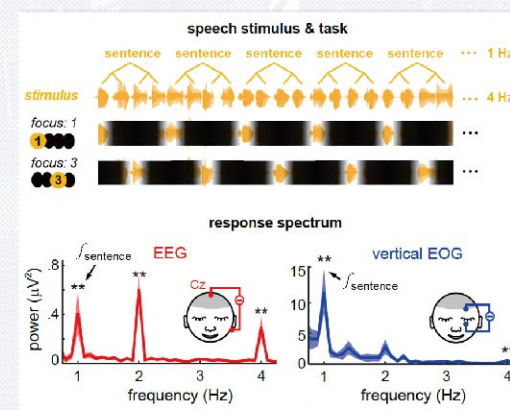 speech stimulus & task
sentence sentence sentence sentence sentence ··· 1 Hz
stimulus ··· 4 Hz
focus: 1
1 ···
focus: 3
3 ···
response spectrum
EEG
vertical EOG
∫sentence
∫sentence
** ** **
** **
Cz
power (μV²)
.8
.4
0
15
10
5
0
1 2 3 4
1 2 3 4
frequency (Hz)
frequency (Hz)